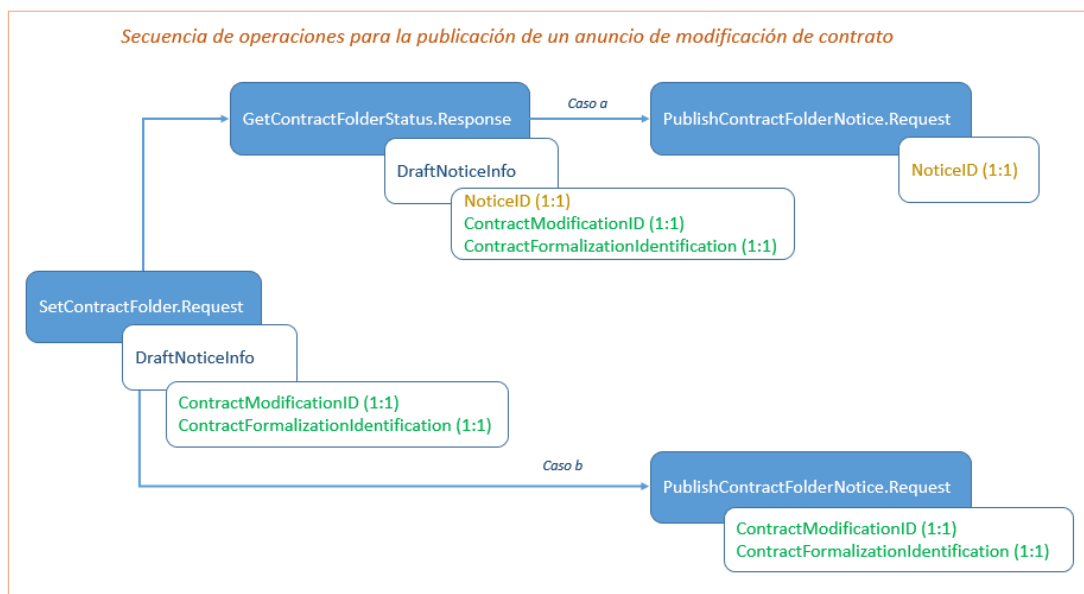 Secuencia de operaciones para la publicación de un anuncio de modificación de contrato
GetContractFolderStatus.Response
Caso a
PublishContractFolderNotice.Request
DraftNoticeInfo
NoticeID (1:1)
NoticeID (1:1)
ContractModificationID (1:1)
ContractFormalizationIdentification (1:1)
SetContractFolder.Request
DraftNoticeInfo
ContractModificationID (1:1)
ContractFormalizationIdentification (1:1)
Caso b
PublishContractFolderNotice.Request
ContractModificationID (1:1)
ContractFormalizationIdentification (1:1)